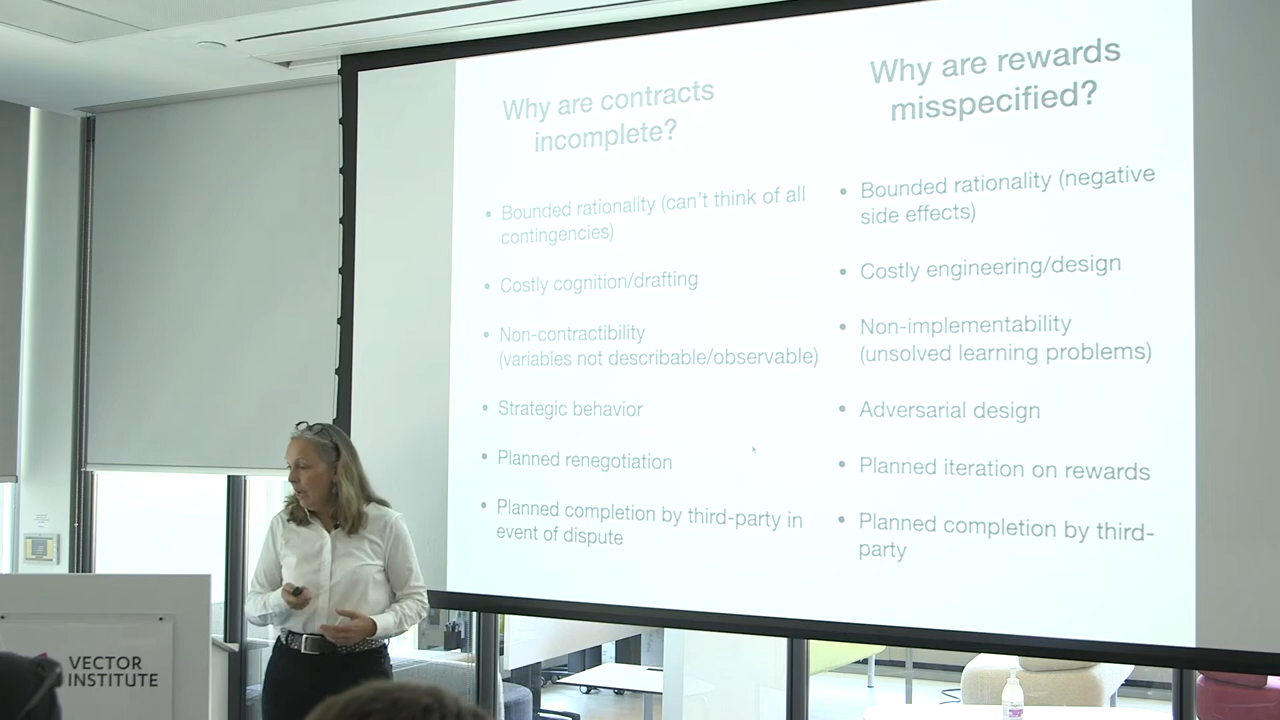 Why are contracts
incomplete?
• Bounded rationality (can't think of all
contingencies)
• Costly cognition/drafting
• Non-contractibility
(variables not describable/observable)
• Strategic behavior
• Planned renegotiation
• Planned completion by third-party in
event of dispute
Why are rewards
misspecified?
• Bounded rationality (negative
side effects)
• Costly engineering/design
• Non-implementability
(unsolved learning problems)
• Adversarial design
• Planned iteration on rewards
• Planned completion by third-
party
VECTOR
INSTITUTE